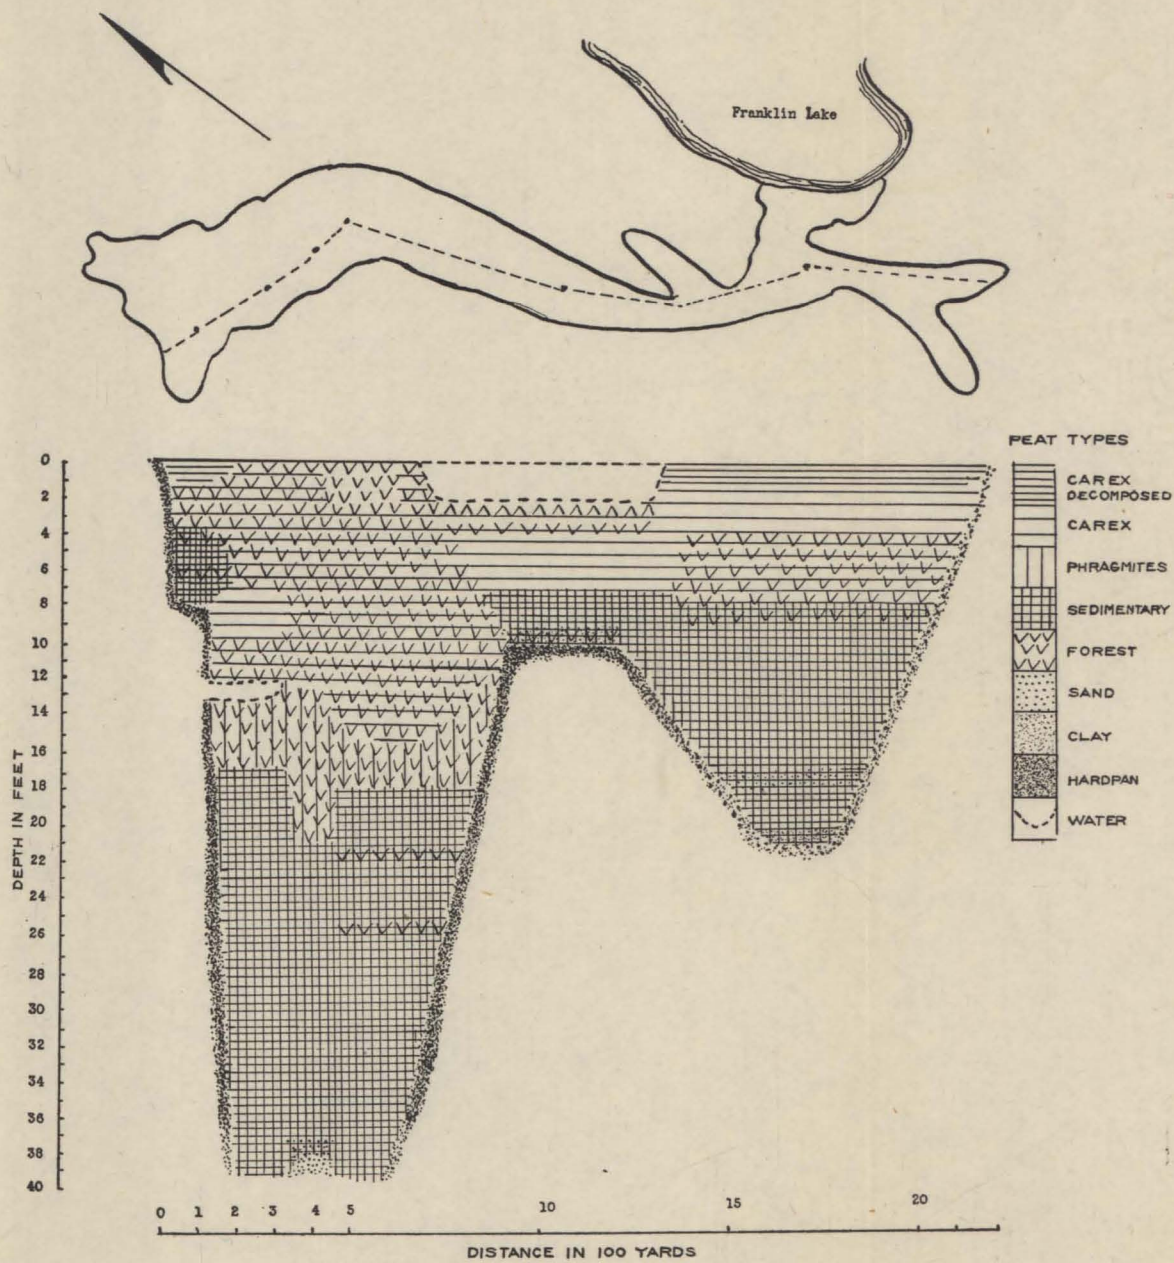 Franklin Lake
PEAT TYPES
CAREX
DECOMPOSED
CAREX
PHRAGMITES
SEDIMENTARY
FOREST
SAND
CLAY
HARDPAN
WATER
DEPTH IN FEET
0
2
4
6
8
10
12
14
16
18
20
22
24
26
28
30
32
34
36
38
40
0 1 2 3 4 5 10 15 20
DISTANCE IN 100 YARDS